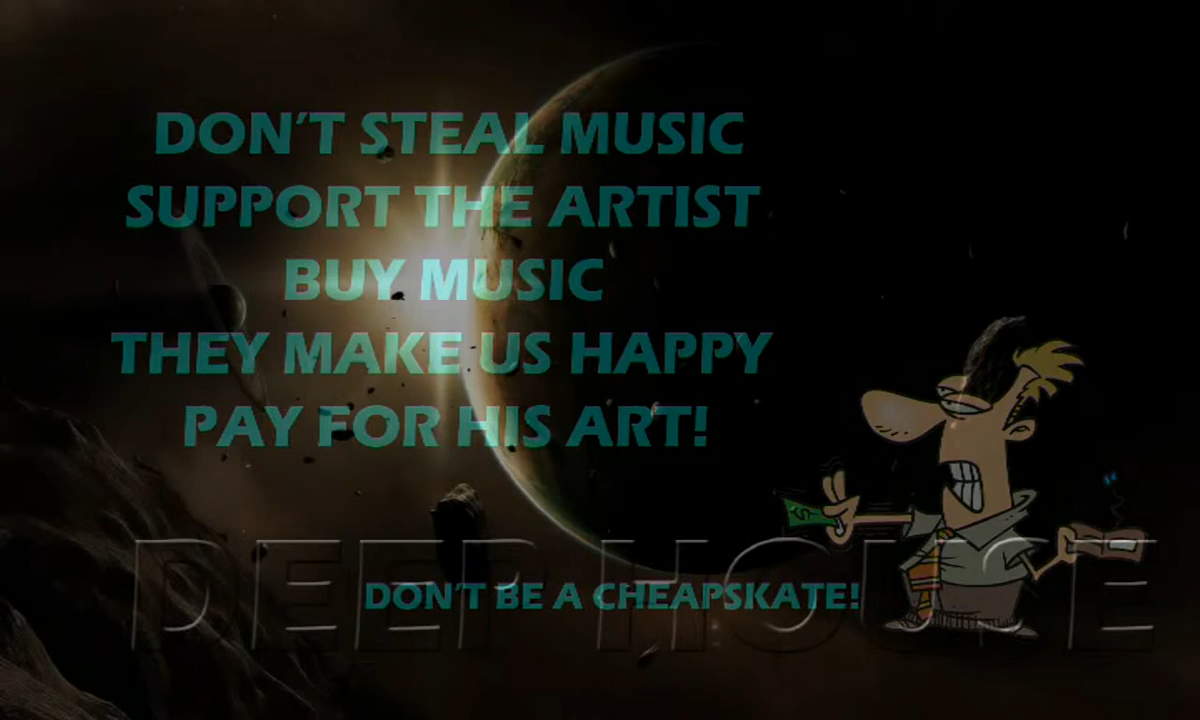 DON'T STEAL MUSIC
SUPPORT THE ARTIST
BUY MUSIC
THEY MAKE US HAPPY
PAY FOR HIS ART!
DEEP HOUSE
DON'T BE A CHEAPSKATE!
$